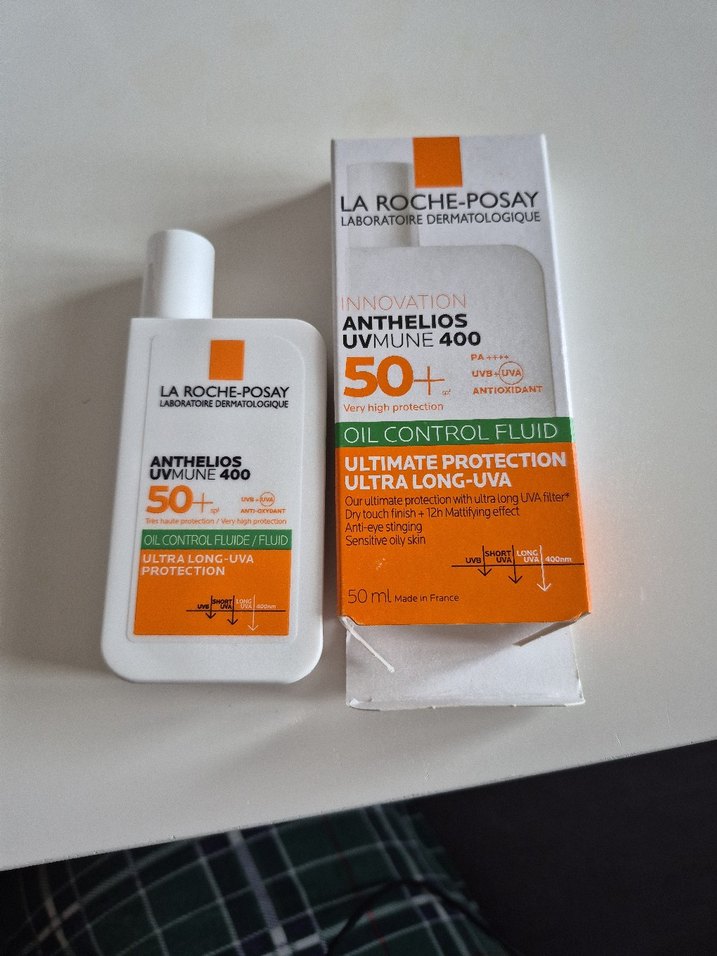 LA ROCHE-POSAY
LABORATOIRE DERMATOLOGIQUE
ANTHELIOS
UVMUNE 400
50+ spf
UVB + UVA
ANTI-OXYDANT
Très haute protection / Very high protection
OIL CONTROL FLUIDE / FLUID
ULTRA LONG-UVA
PROTECTION
UVB SHORT UVA LONG UVA 400nm
LA ROCHE-POSAY
LABORATOIRE DERMATOLOGIQUE
INNOVATION
ANTHELIOS
UVMUNE 400
50+ spf
PA ++++
UVB + UVA
ANTIOXIDANT
Very high protection
OIL CONTROL FLUID
ULTIMATE PROTECTION
ULTRA LONG-UVA
Our ultimate protection with ultra long UVA filter*
Dry touch finish + 12h Mattifying effect
Anti-eye stinging
Sensitive oily skin
UVB SHORT UVA LONG UVA 400nm
50 ml Made in France